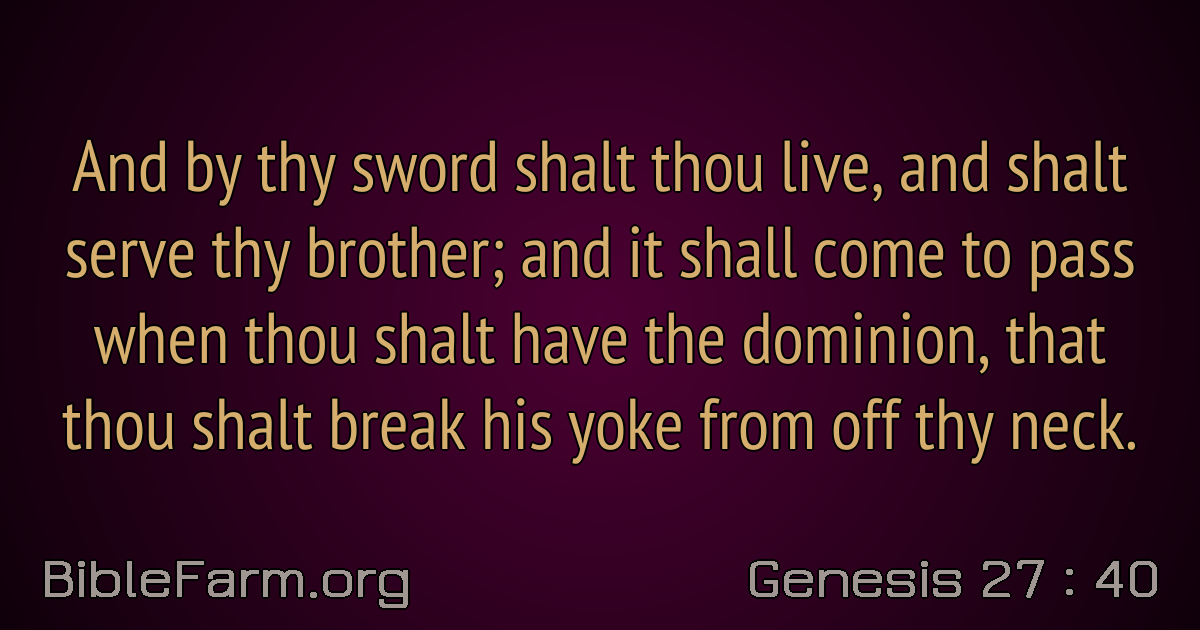 And by thy sword shalt thou live, and shalt
serve thy brother; and it shall come to pass
when thou shalt have the dominion, that
thou shalt break his yoke from off thy neck.
BibleFarm.org
Genesis 27 : 40